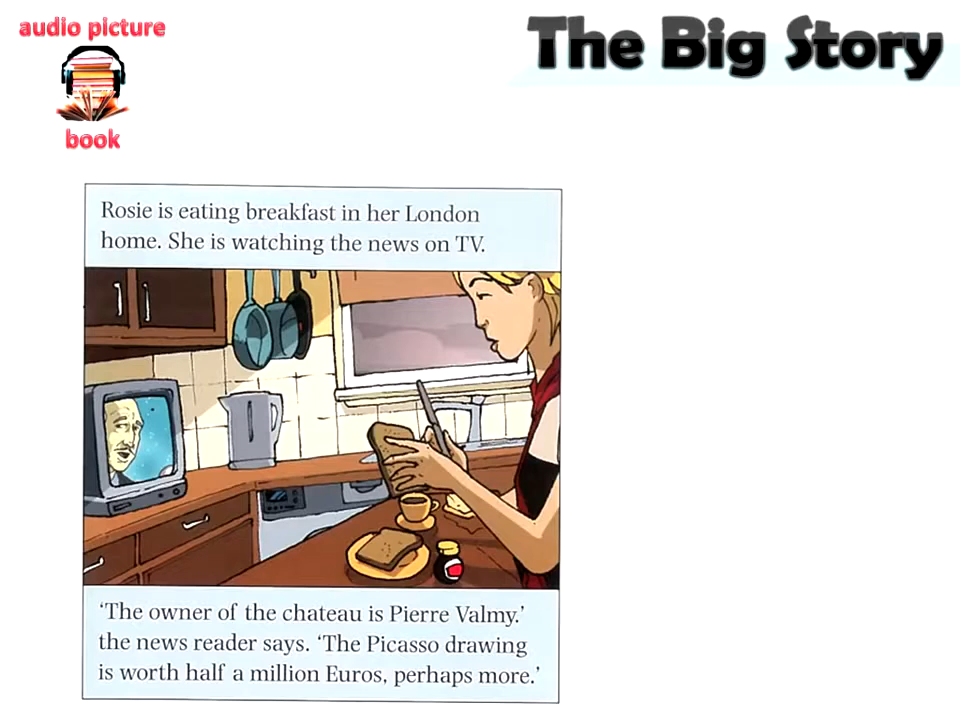 audio picture
book
The Big Story
Rosie is eating breakfast in her London
home. She is watching the news on TV.
‘The owner of the chateau is Pierre Valmy.’
the news reader says. ‘The Picasso drawing
is worth half a million Euros, perhaps more.’